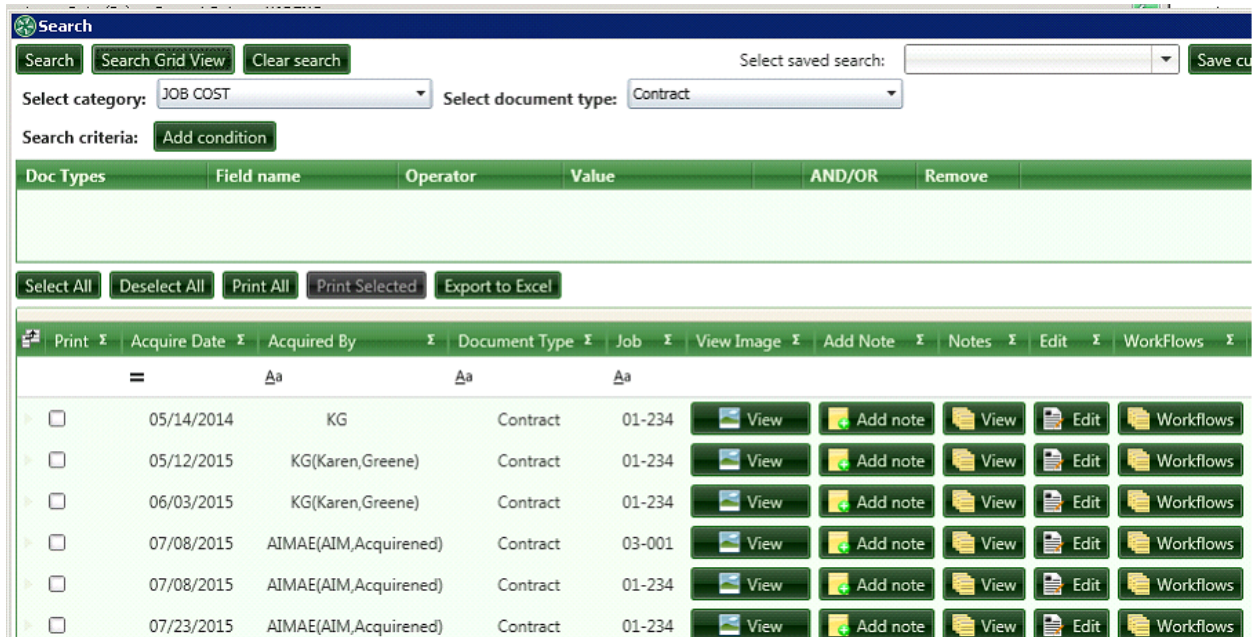 Search
Search Search Grid View Clear search Select saved search: Save cu
Select category: JOB COST Select document type: Contract
Search criteria: Add condition
Doc Types Field name Operator Value AND/OR Remove
Select All Deselect All Print All Print Selected Export to Excel
Print Σ Acquire Date Σ Acquired By Σ Document Type Σ Job Σ View Image Σ Add Note Σ Notes Σ Edit Σ WorkFlows Σ
= Aa Aa Aa
05/14/2014 KG Contract 01-234 View Add note View Edit Workflows
05/12/2015 KG(Karen,Greene) Contract 01-234 View Add note View Edit Workflows
06/03/2015 KG(Karen,Greene) Contract 01-234 View Add note View Edit Workflows
07/08/2015 AIMAE(AIM,Acquirened) Contract 03-001 View Add note View Edit Workflows
07/08/2015 AIMAE(AIM,Acquirened) Contract 01-234 View Add note View Edit Workflows
07/23/2015 AIMAE(AIM,Acquirened) Contract 01-234 View Add note View Edit Workflows